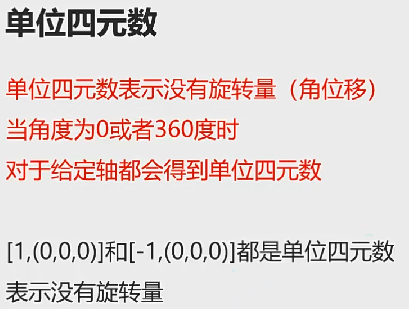 单位四元数
单位四元数表示没有旋转量（角位移）
当角度为0或者360度时
对于给定轴都会得到单位四元数
[1,(0,0,0)]和[-1,(0,0,0)]都是单位四元数
表示没有旋转量